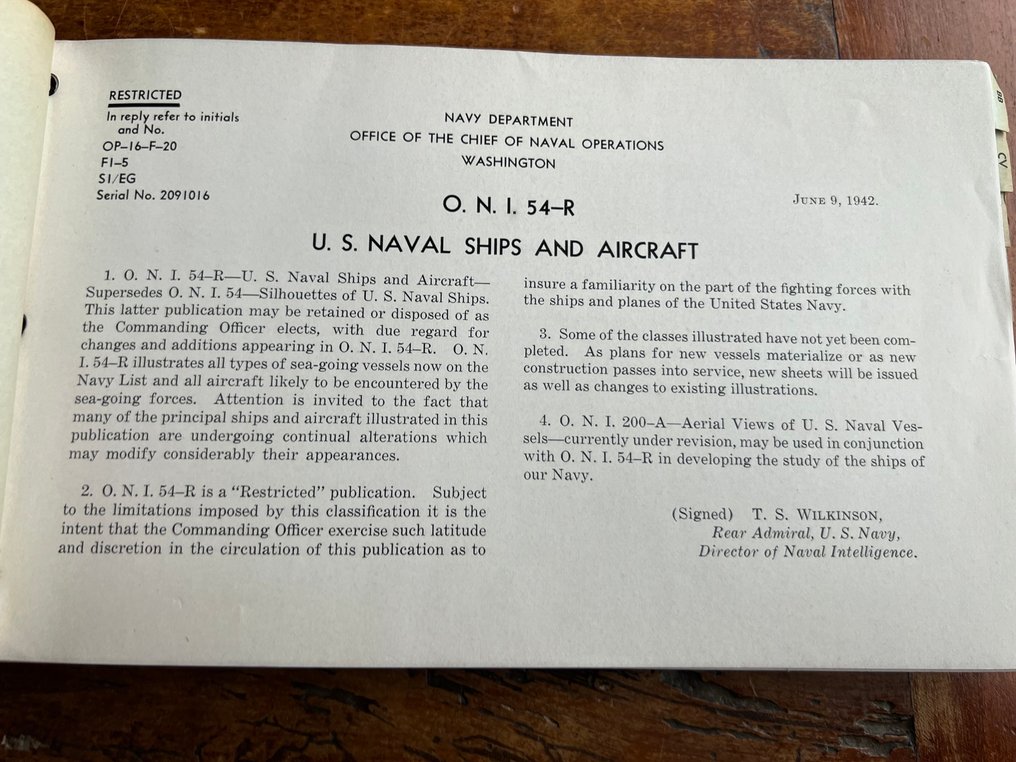 RESTRICTED
In reply refer to initials
and No.
OP–16–F–20
F1–5
S1/EG
Serial No. 2091016
NAVY DEPARTMENT
OFFICE OF THE CHIEF OF NAVAL OPERATIONS
WASHINGTON
O. N. I. 54–R
JUNE 9, 1942.
U. S. NAVAL SHIPS AND AIRCRAFT
1. O. N. I. 54–R—U. S. Naval Ships and Aircraft—
Supersedes O. N. I. 54—Silhouettes of U. S. Naval Ships.
This latter publication may be retained or disposed of as
the Commanding Officer elects, with due regard for
changes and additions appearing in O. N. I. 54–R. O. N.
I. 54–R illustrates all types of sea-going vessels now on the
Navy List and all aircraft likely to be encountered by the
sea-going forces. Attention is invited to the fact that
many of the principal ships and aircraft illustrated in this
publication are undergoing continual alterations which
may modify considerably their appearances.
2. O. N. I. 54–R is a “Restricted” publication. Subject
to the limitations imposed by this classification it is the
intent that the Commanding Officer exercise such latitude
and discretion in the circulation of this publication as to
insure a familiarity on the part of the fighting forces with
the ships and planes of the United States Navy.
3. Some of the classes illustrated have not yet been com-
pleted. As plans for new vessels materialize or as new
construction passes into service, new sheets will be issued
as well as changes to existing illustrations.
4. O. N. I. 200–A—Aerial Views of U. S. Naval Ves-
sels—currently under revision, may be used in conjunction
with O. N. I. 54–R in developing the study of the ships of
our Navy.
(Signed) T. S. WILKINSON,
Rear Admiral, U. S. Navy,
Director of Naval Intelligence.